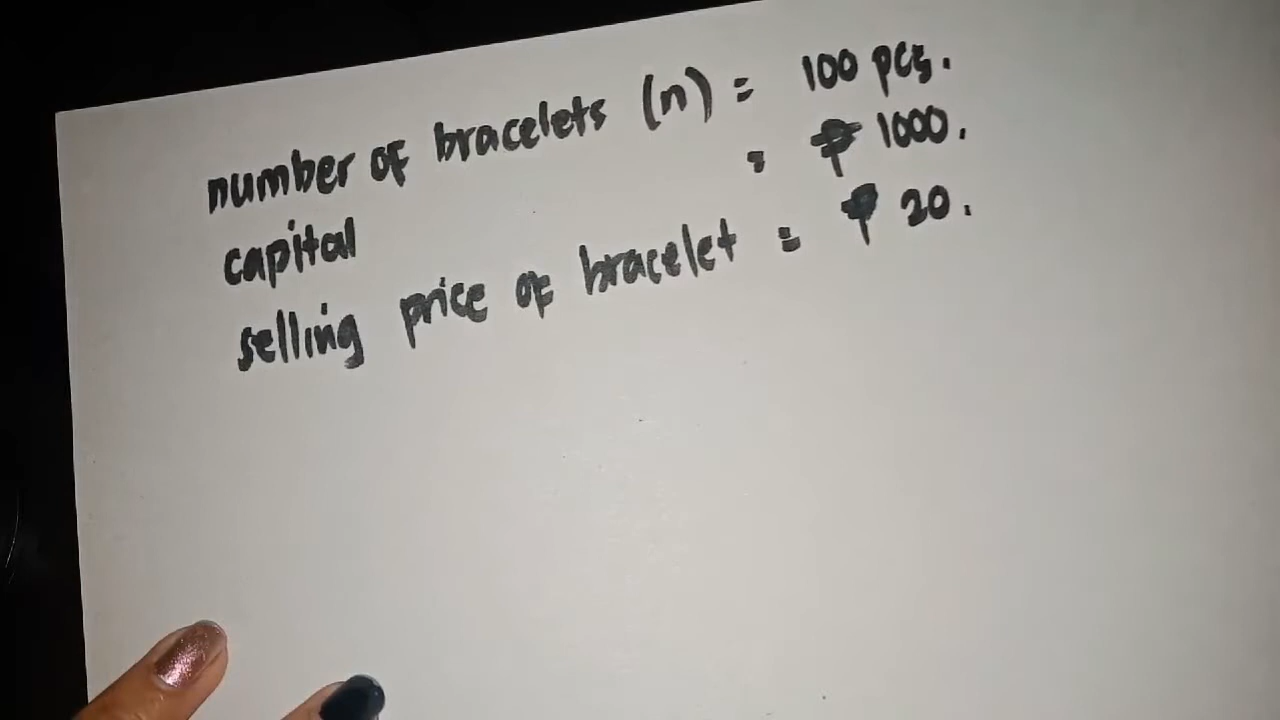 number of bracelets (n) = 100 pcs.
capital = ₱ 1000.
selling price of bracelet = ₱ 20.